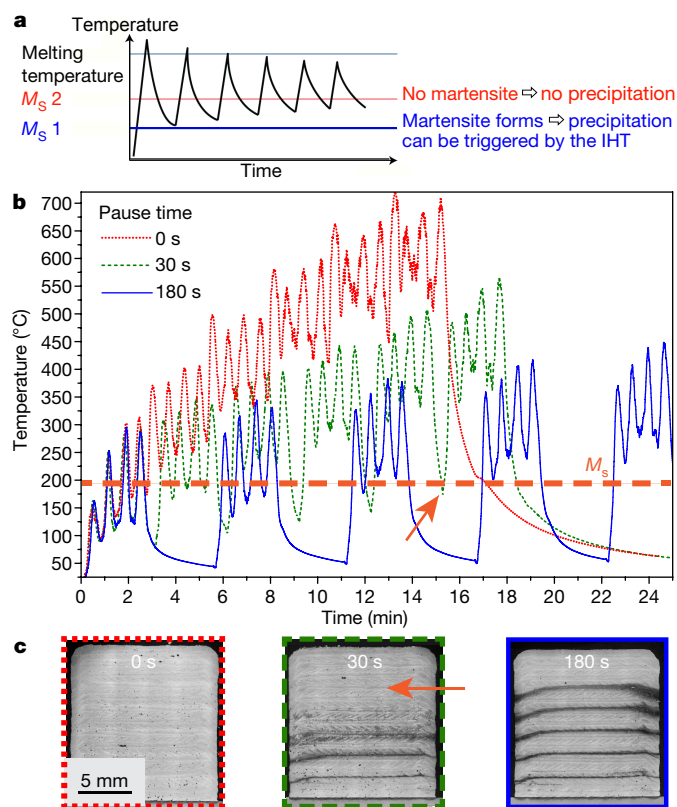 a
Temperature
Melting
temperature
Mₛ 2
Mₛ 1
No martensite ⇨ no precipitation
Martensite forms ⇨ precipitation
can be triggered by the IHT
Time
b
700
650
600
550
500
450
400
350
300
250
200
150
100
50
Temperature (°C)
Pause time
0 s
30 s
180 s
Mₛ
0 2 4 6 8 10 12 14 16 18 20 22 24
Time (min)
c
0 s
30 s
180 s
5 mm